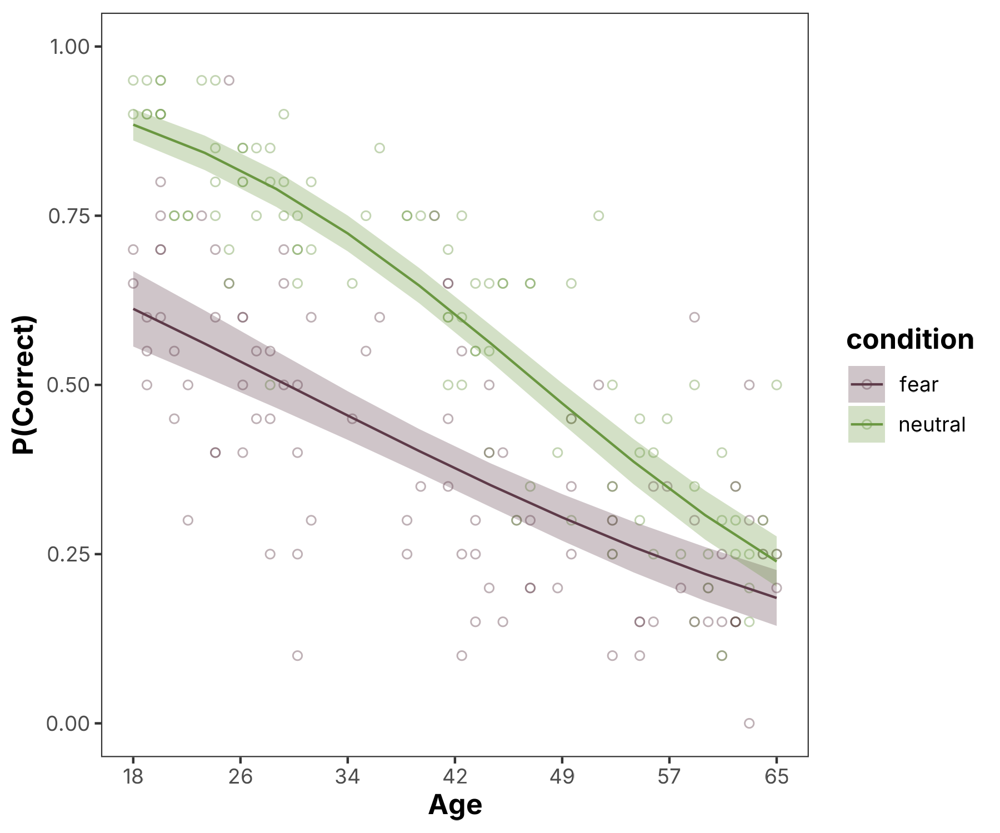 1.00
0.75
0.50
0.25
0.00
P(Correct)
18 26 34 42 49 57 65
Age
condition
fear
neutral